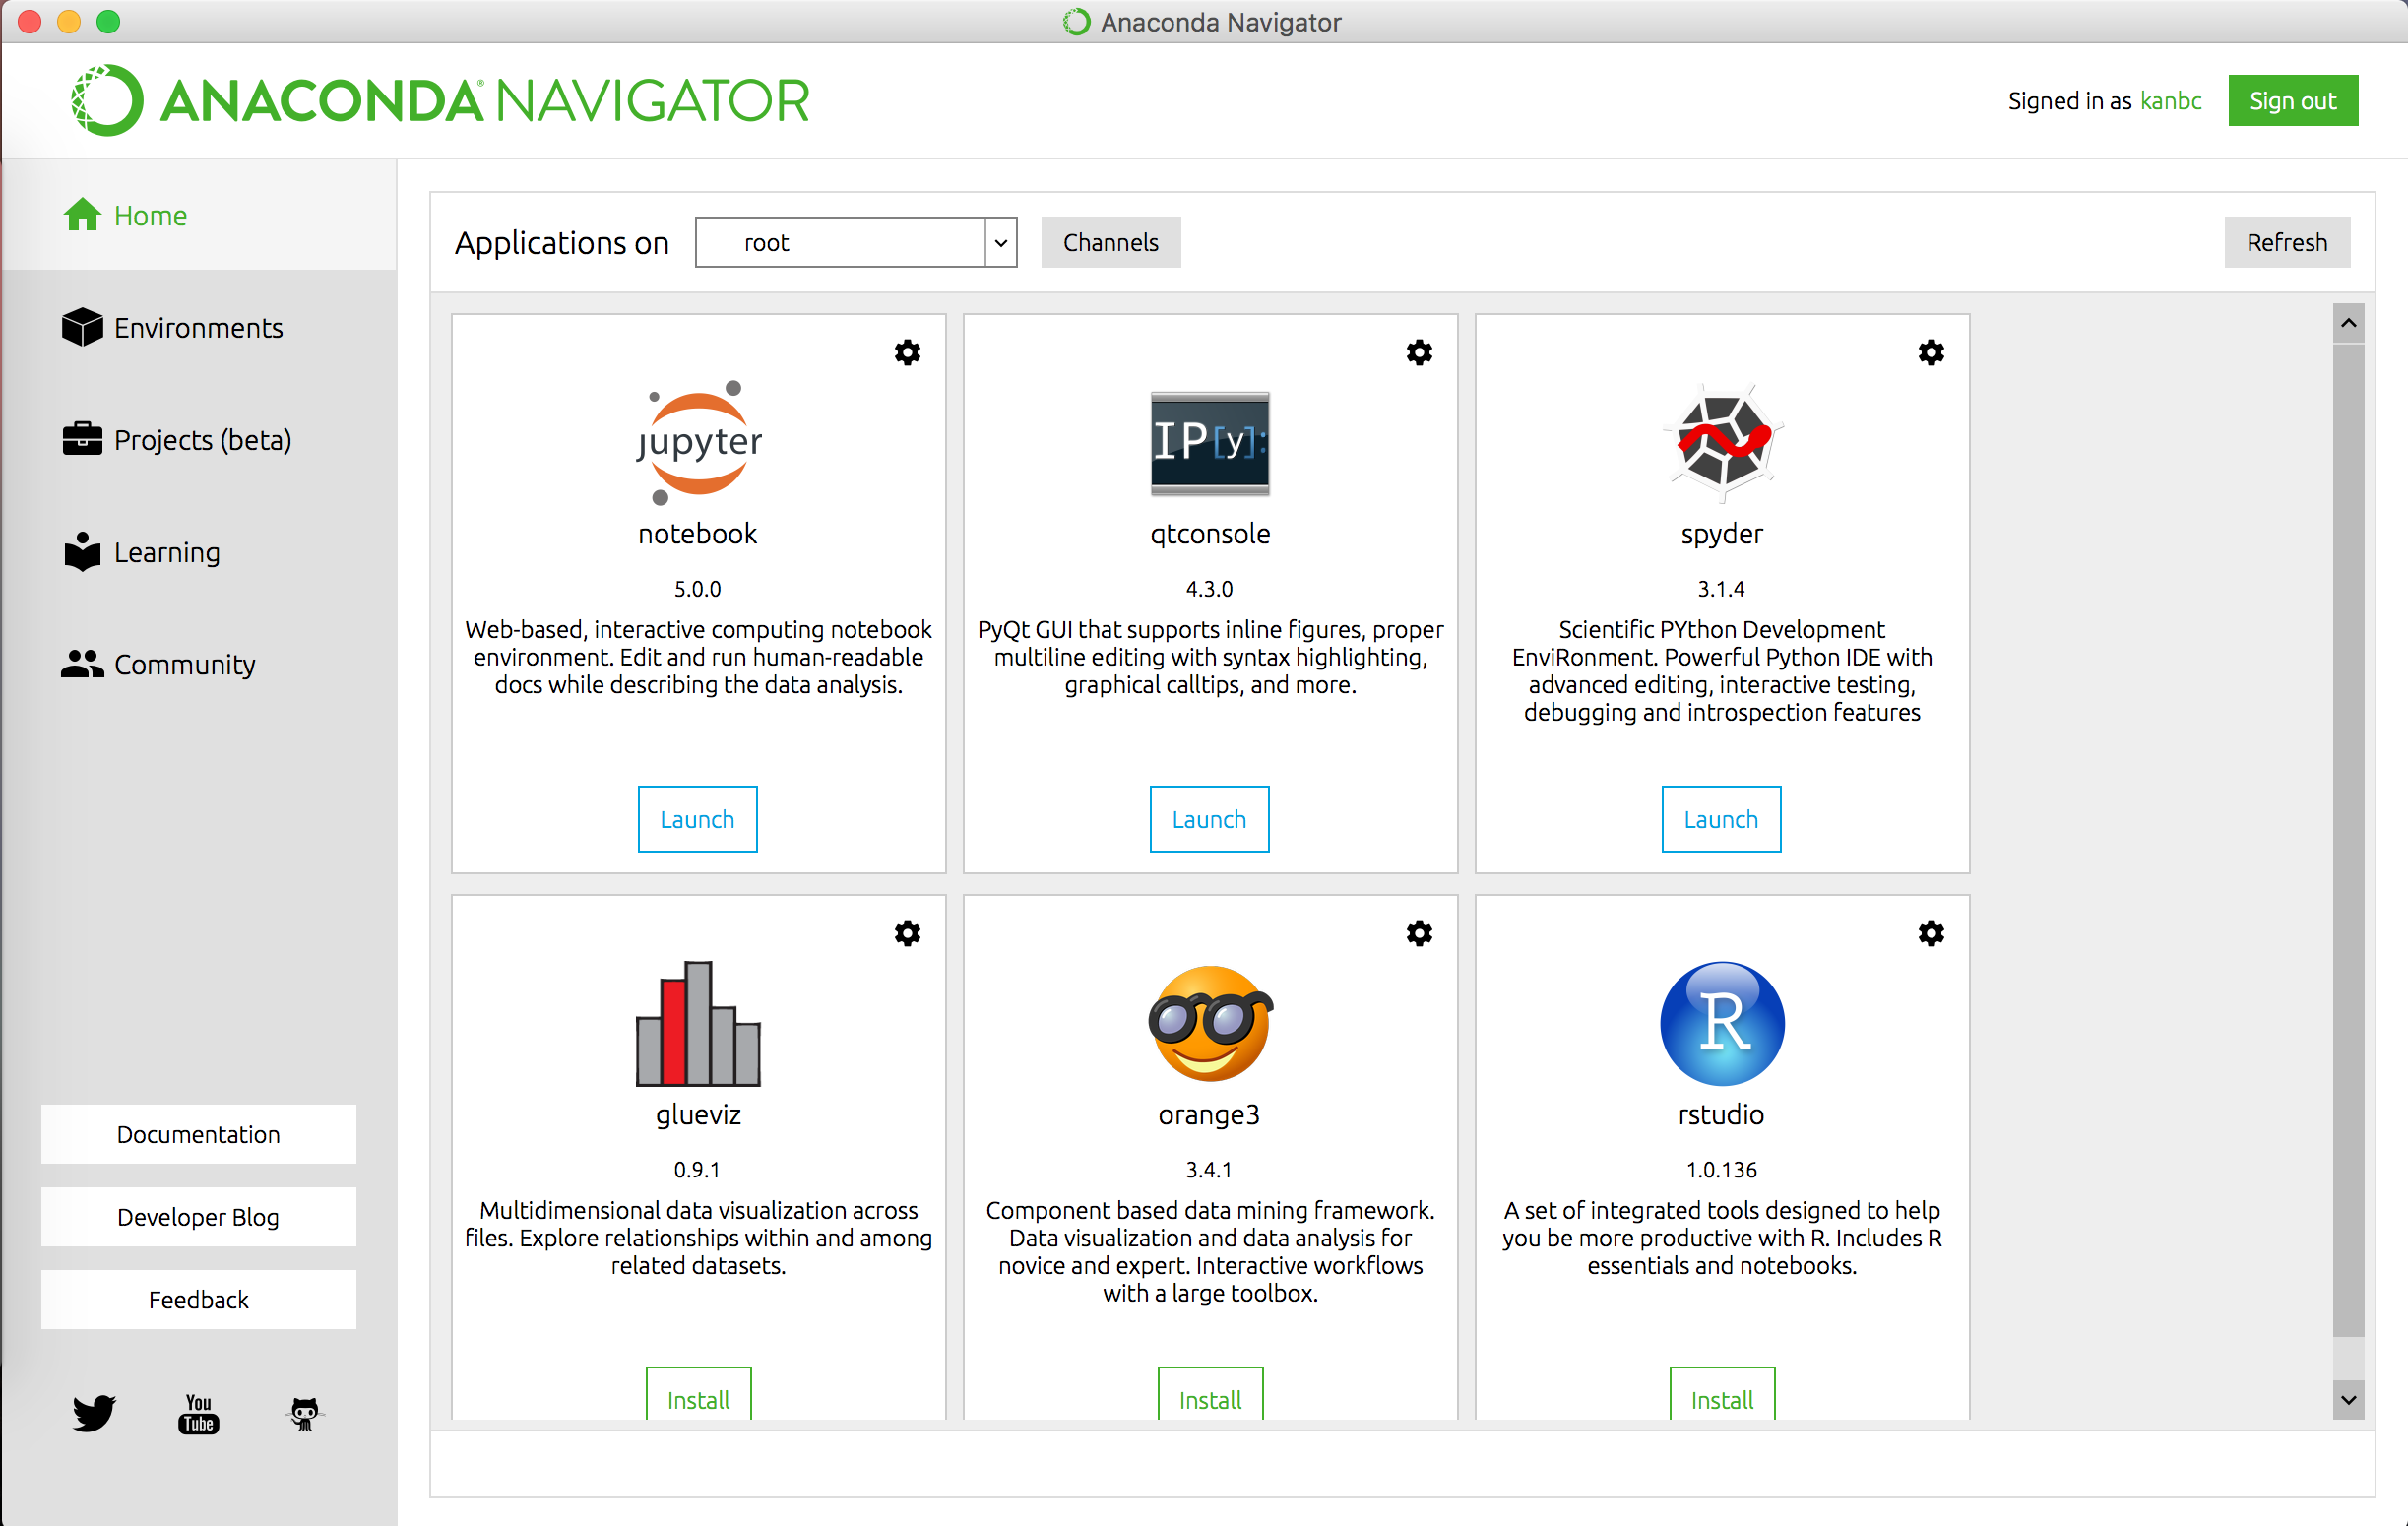 Anaconda Navigator
ANACONDA® NAVIGATOR
Signed in as kanbc
Sign out
Home
Environments
Projects (beta)
Learning
Community
Documentation
Developer Blog
Feedback
You
Tube
Applications on
root
Channels
Refresh
jupyter
notebook
5.0.0
Web-based, interactive computing notebook
environment. Edit and run human-readable
docs while describing the data analysis.
Launch
IP[y]:
qtconsole
4.3.0
PyQt GUI that supports inline figures, proper
multiline editing with syntax highlighting,
graphical calltips, and more.
Launch
spyder
3.1.4
Scientific PYthon Development
EnviRonment. Powerful Python IDE with
advanced editing, interactive testing,
debugging and introspection features
Launch
glueviz
0.9.1
Multidimensional data visualization across
files. Explore relationships within and among
related datasets.
Install
orange3
3.4.1
Component based data mining framework.
Data visualization and data analysis for
novice and expert. Interactive workflows
with a large toolbox.
Install
R
rstudio
1.0.136
A set of integrated tools designed to help
you be more productive with R. Includes R
essentials and notebooks.
Install